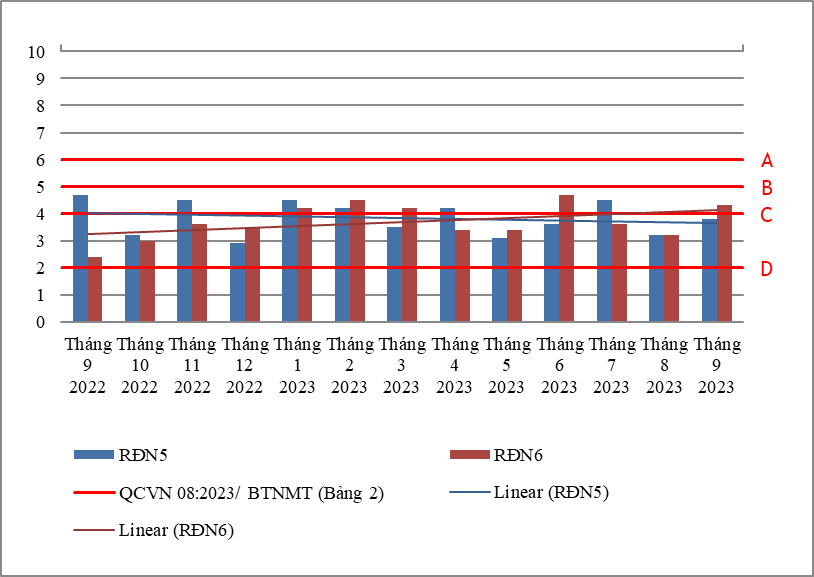 10
9
8
7
6
5
4
3
2
1
0
A
B
C
D
Tháng 9 2022
Tháng 10 2022
Tháng 11 2022
Tháng 12 2022
Tháng 1 2023
Tháng 2 2023
Tháng 3 2023
Tháng 4 2023
Tháng 5 2023
Tháng 6 2023
Tháng 7 2023
Tháng 8 2023
Tháng 9 2023
RĐN5
RĐN6
QCVN 08:2023/ BTNMT (Bảng 2)
Linear (RĐN5)
Linear (RĐN6)